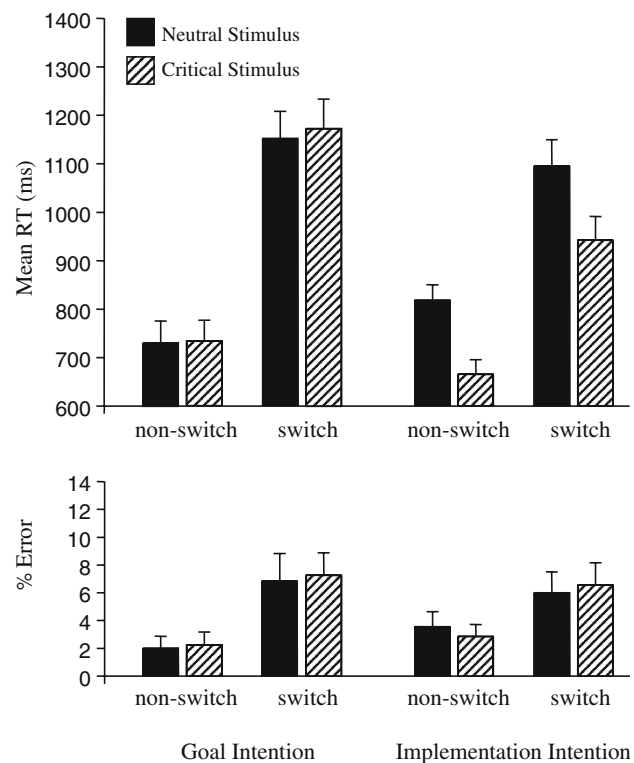 1400
1300
1200
1100
1000
900
800
700
600
Mean RT (ms)
Neutral Stimulus
Critical Stimulus
non-switch switch non-switch switch
14
12
10
8
6
4
2
0
% Error
non-switch switch non-switch switch
Goal Intention Implementation Intention